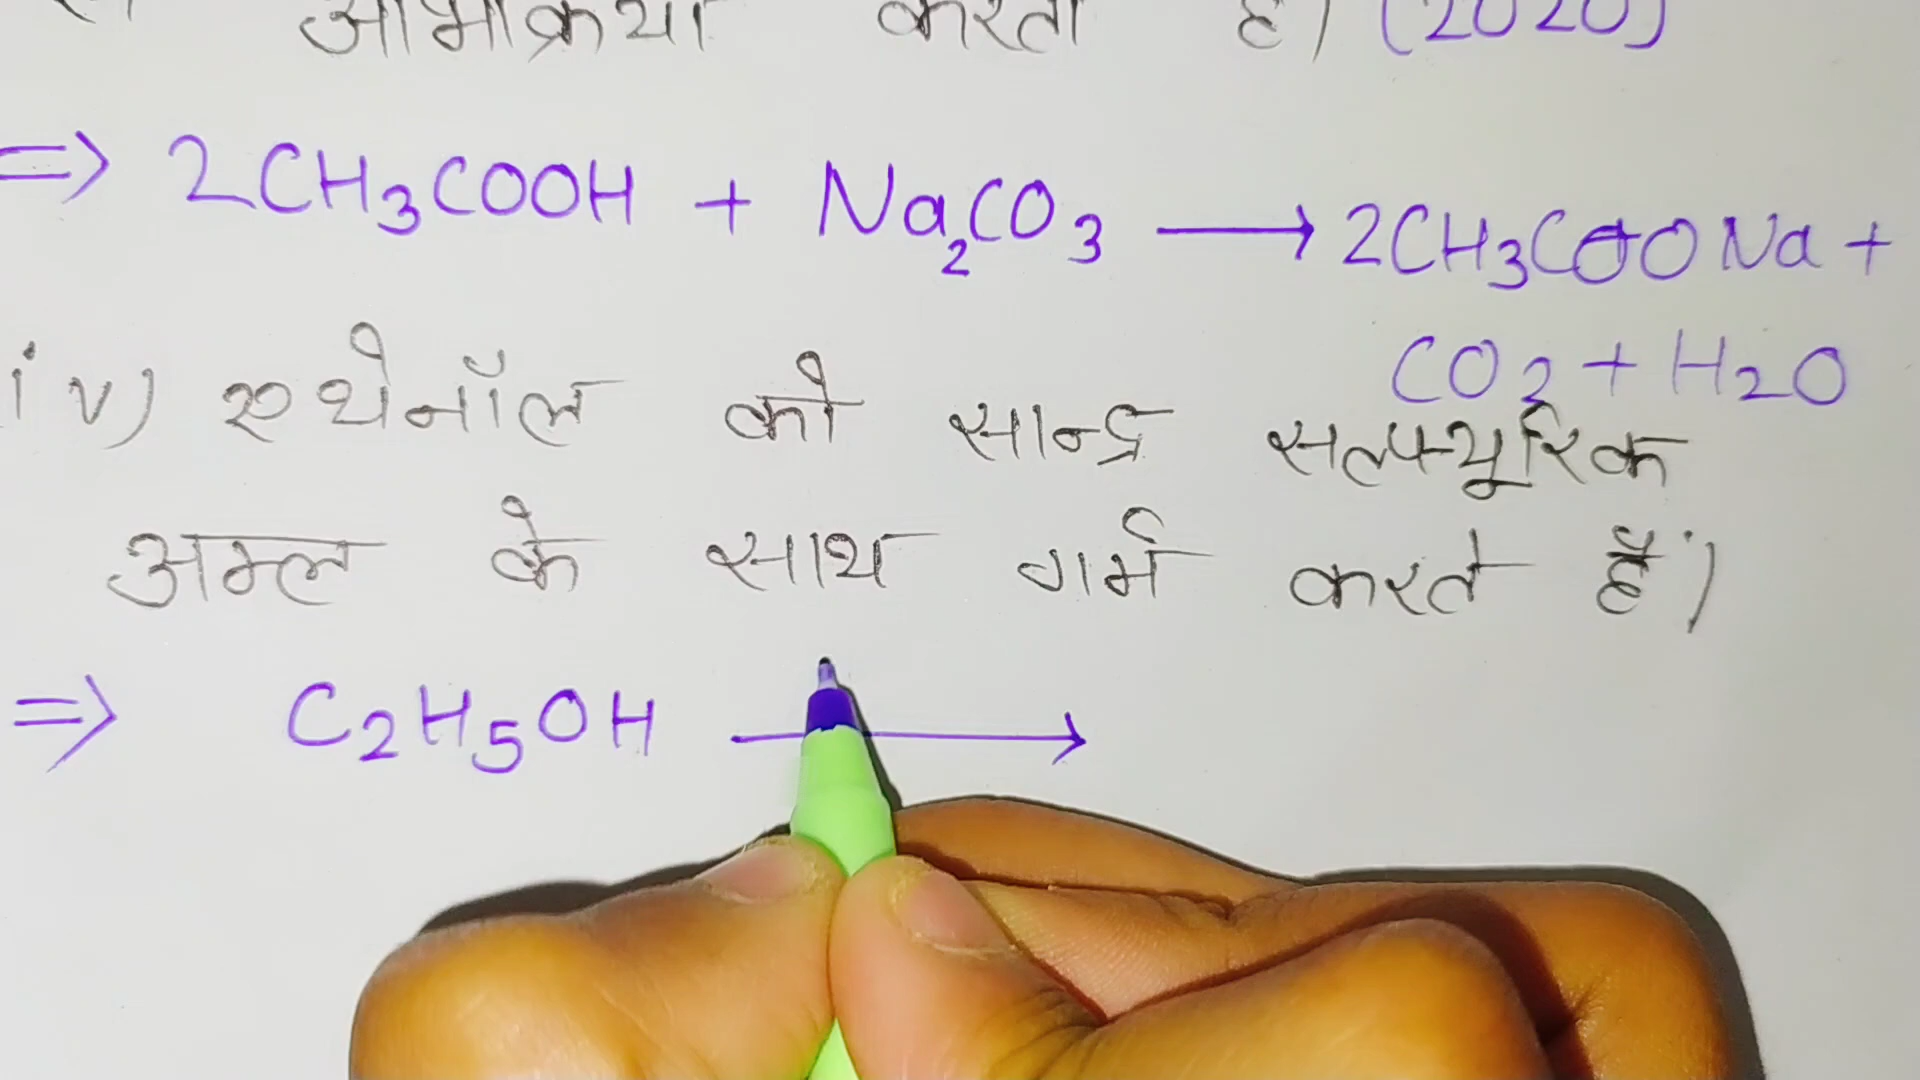 अभिक्रिया करता है। (2020)
=> 2CH3COOH + Na2CO3 → 2CH3COONa +
CO2 + H2O
iv) एथेनॉल को सान्द्र सल्फ्यूरिक
अम्ल के साथ गर्म करते हैं।
=> C2H5OH →